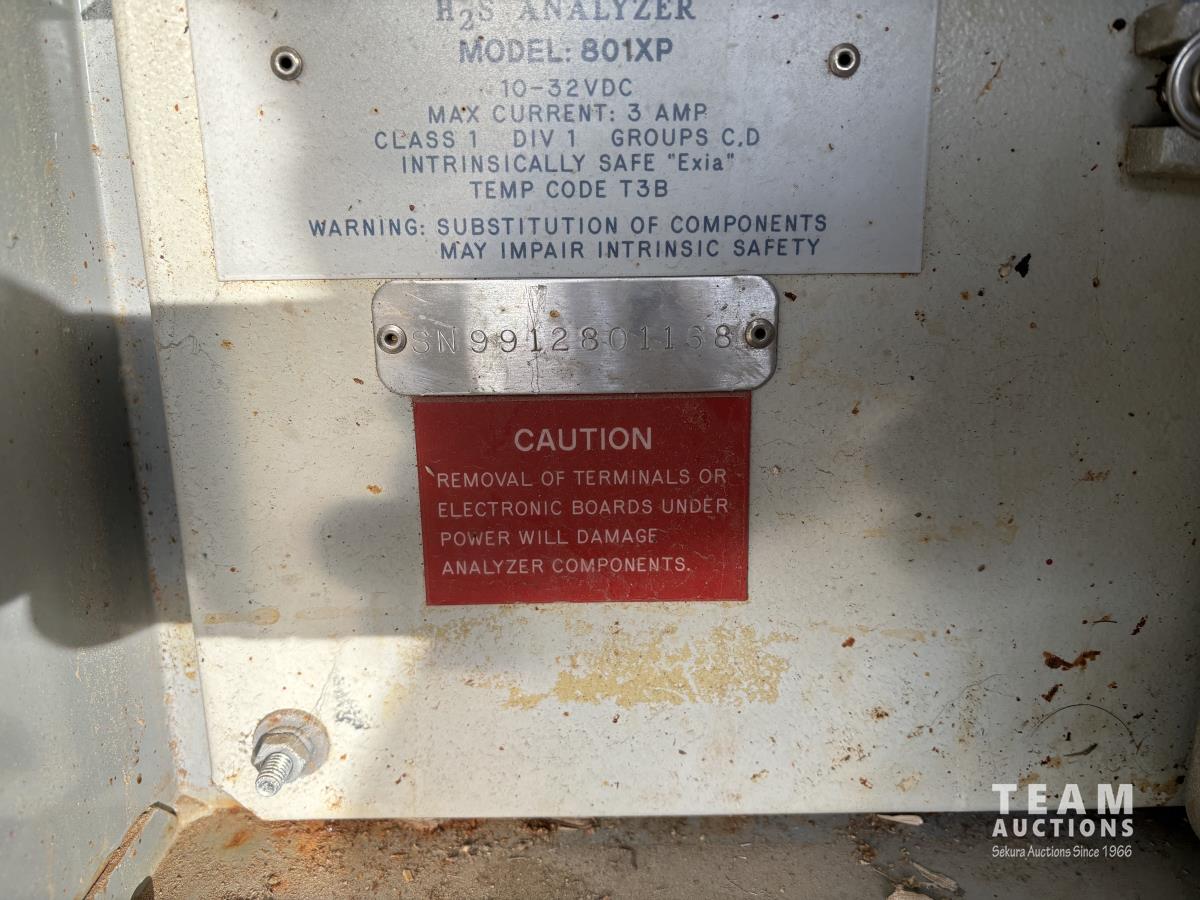 H2S ANALYZER
MODEL: 801XP
10-32VDC
MAX CURRENT: 3 AMP
CLASS 1 DIV 1 GROUPS C,D
INTRINSICALLY SAFE "Exia"
TEMP CODE T3B
WARNING: SUBSTITUTION OF COMPONENTS
MAY IMPAIR INTRINSIC SAFETY
SN
CAUTION
REMOVAL OF TERMINALS OR
ELECTRONIC BOARDS UNDER
POWER WILL DAMAGE
ANALYZER COMPONENTS.
TEAM
AUCTIONS
Sekura Auctions Since 1966